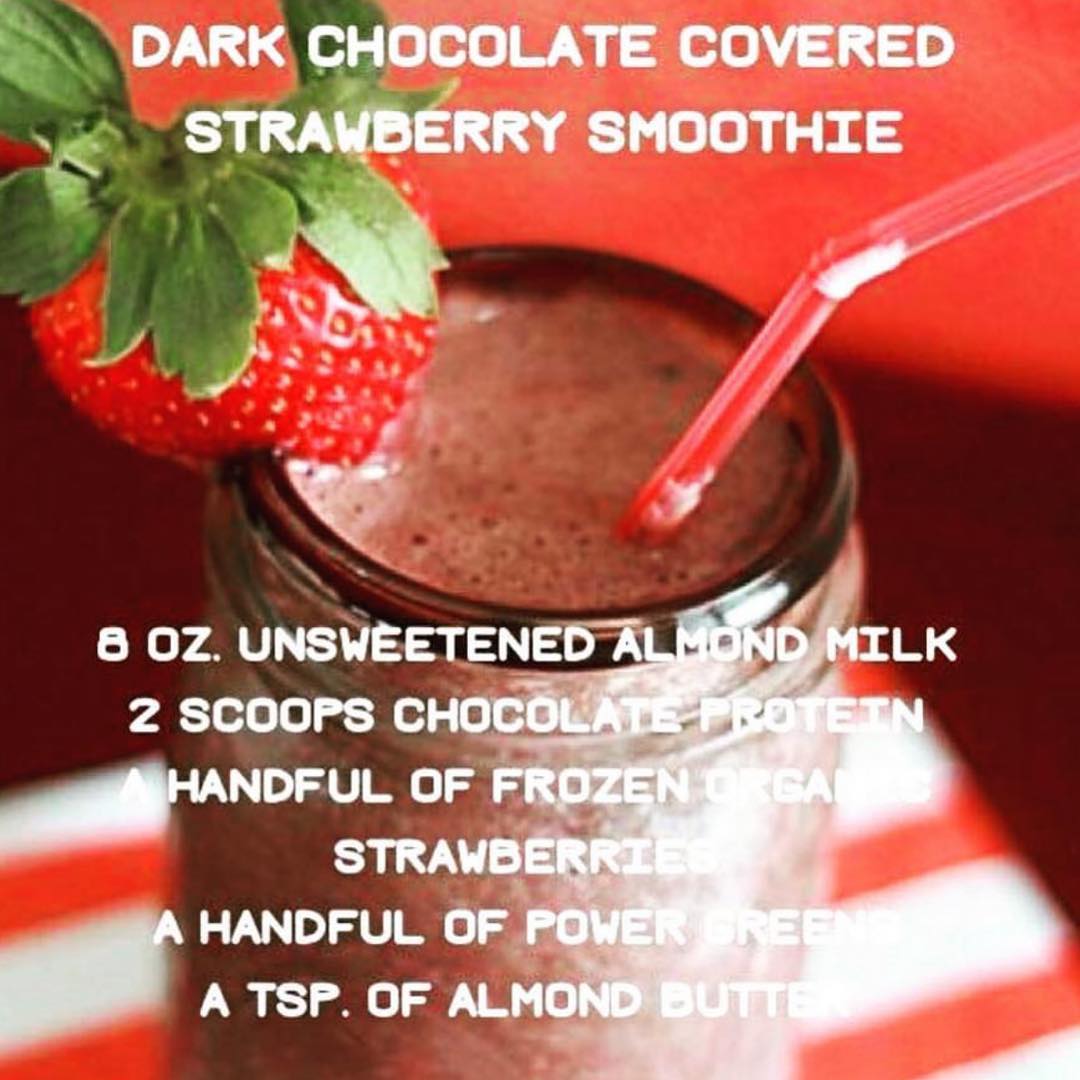 DARK CHOCOLATE COVERED
STRAWBERRY SMOOTHIE
8 OZ. UNSWEETENED ALMOND MILK
2 SCOOPS CHOCOLATE PROTEIN
A HANDFUL OF FROZEN ORGANIC
STRAWBERRIES
A HANDFUL OF POWER GREENS
A TSP. OF ALMOND BUTTER